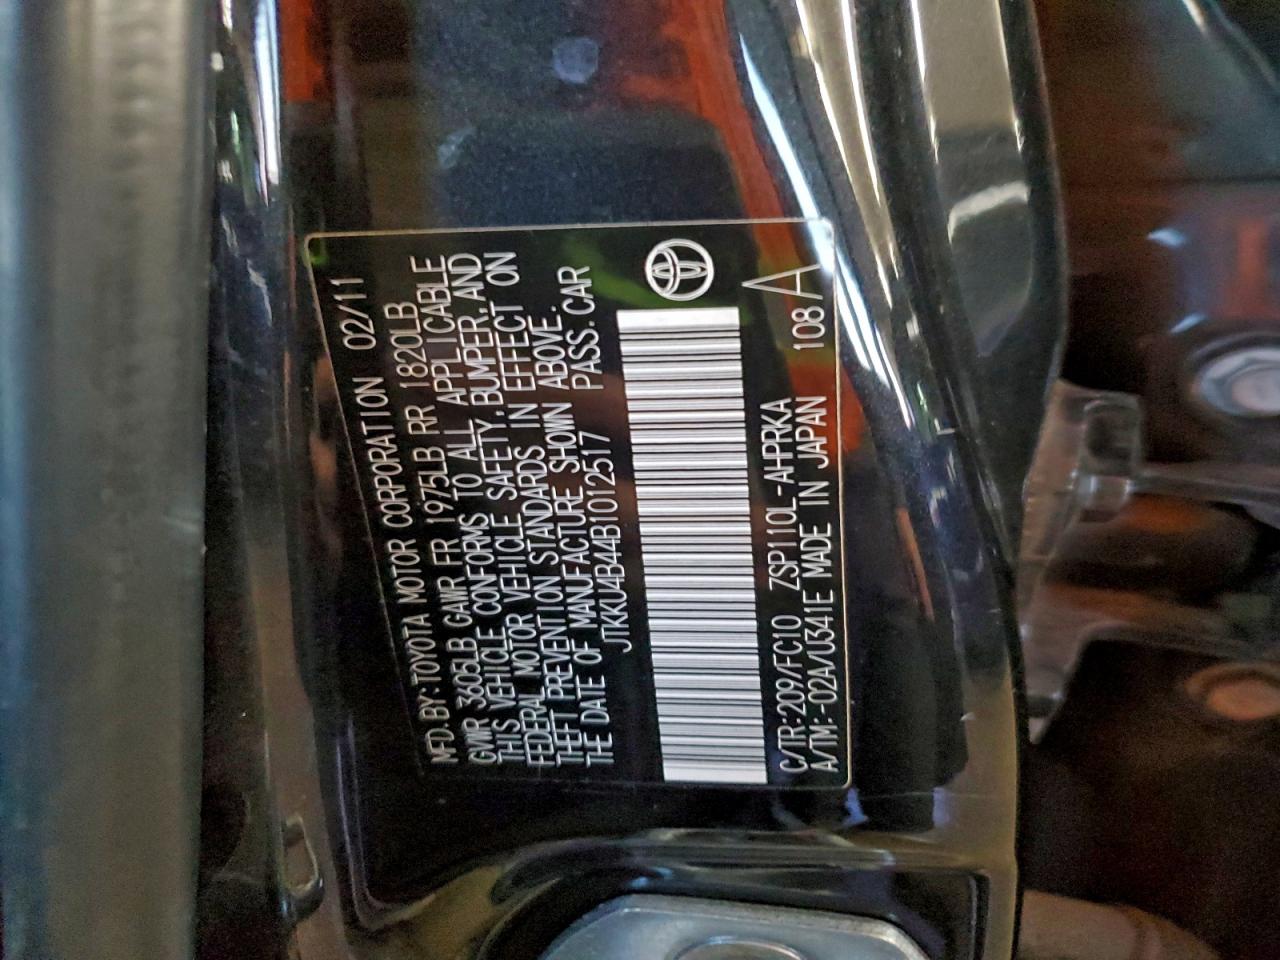 MFD.BY:TOYOTA MOTOR CORPORATION 02/11
GVWR 3605LB GAWR FR 1975LB RR 1820LB
THIS VEHICLE CONFORMS TO ALL APPLICABLE
FEDERAL MOTOR VEHICLE SAFETY, BUMPER, AND
THEFT PREVENTION STANDARDS IN EFFECT ON
THE DATE OF MANUFACTURE SHOWN ABOVE.
JTKKU4B44B1012517 PASS. CAR
C/TR:209/FC10 ZSP110L-AHPRKA
A/TM:-02A/U341E MADE IN JAPAN 108 A